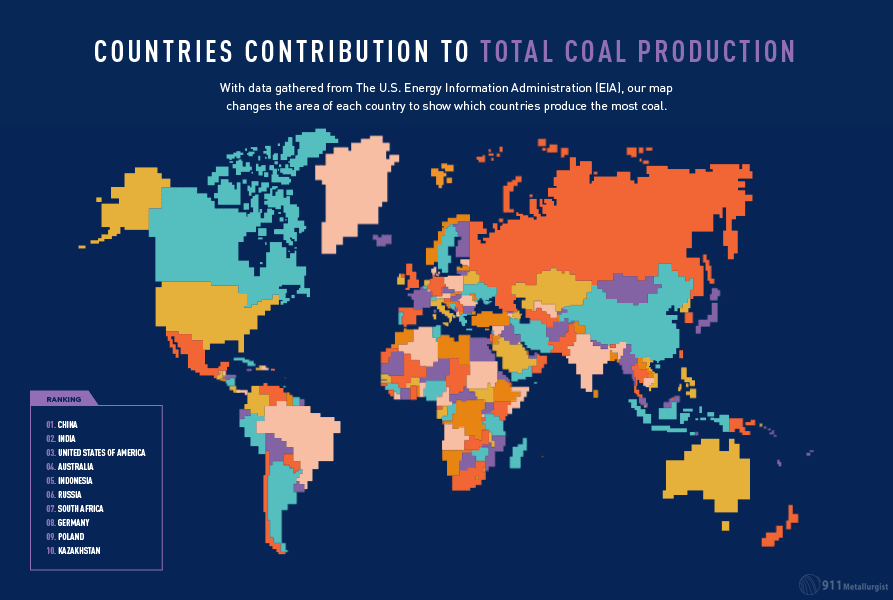 COUNTRIES CONTRIBUTION TO TOTAL COAL PRODUCTION
With data gathered from The U.S. Energy Information Administration (EIA), our map
changes the area of each country to show which countries produce the most coal.
RANKING
01. CHINA
02. INDIA
03. UNITED STATES OF AMERICA
04. AUSTRALIA
05. INDONESIA
06. RUSSIA
07. SOUTH AFRICA
08. GERMANY
09. POLAND
10. KAZAKHSTAN
911 Metallurgist